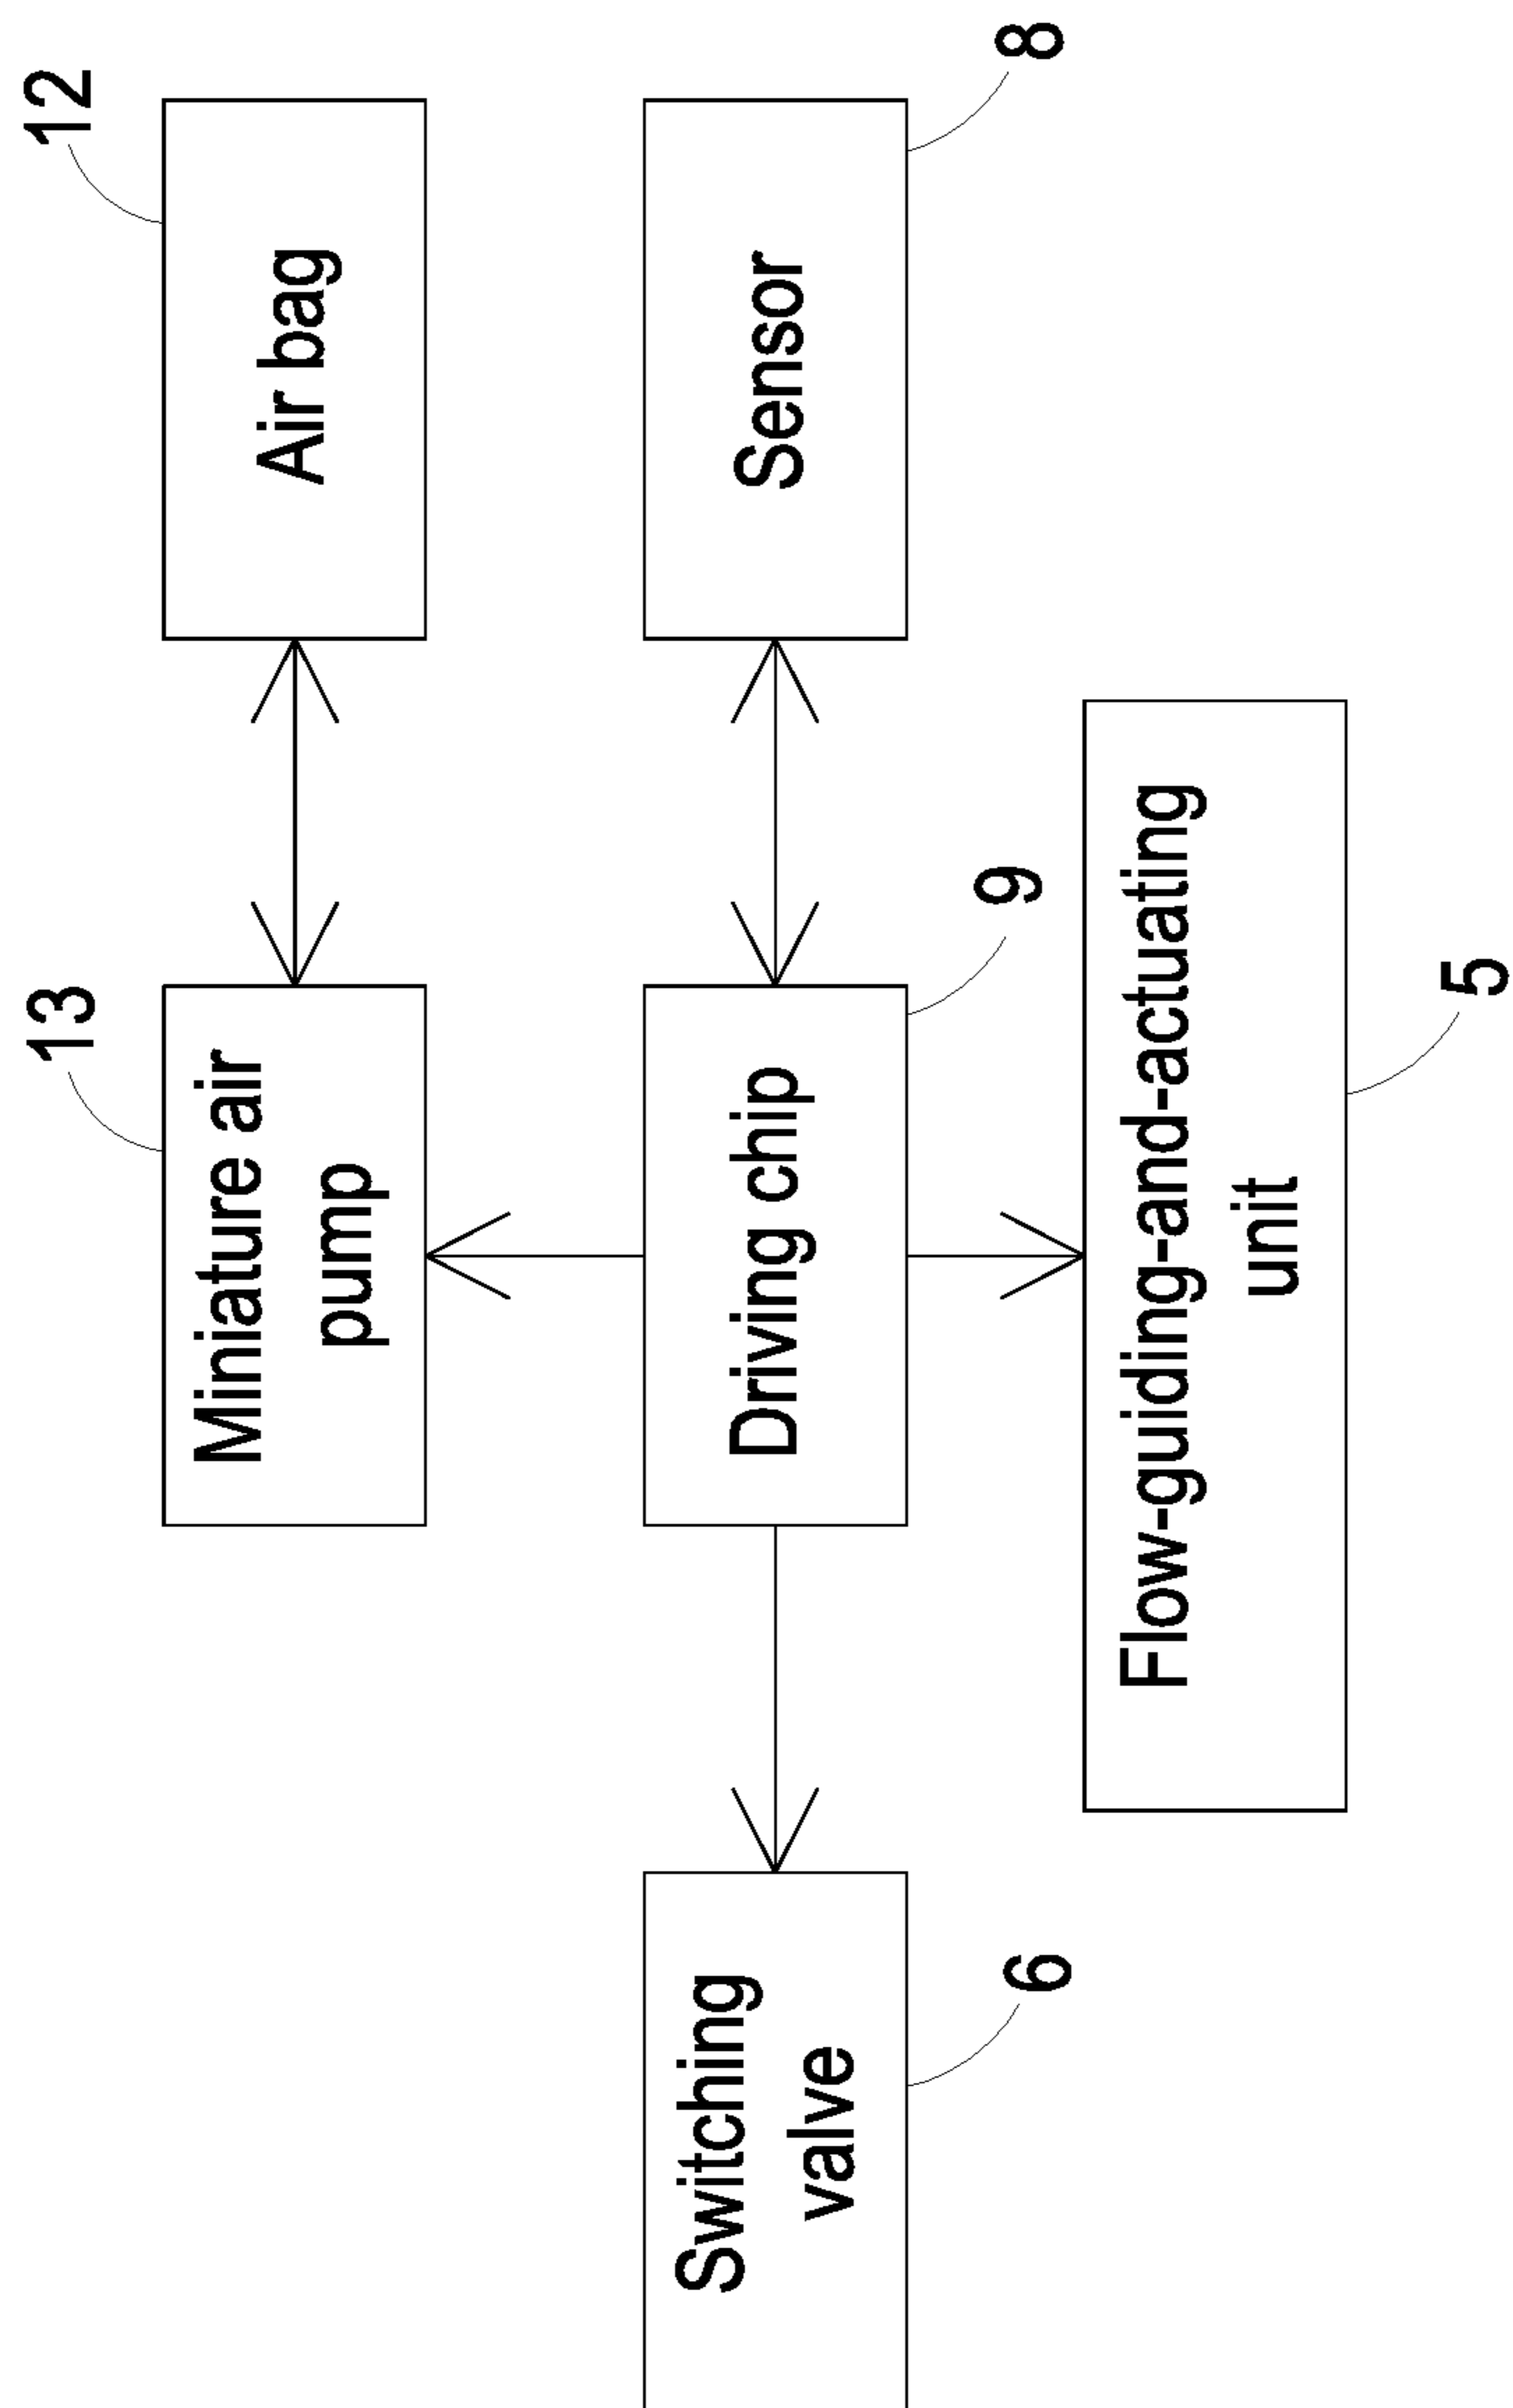 13
12
Miniature air
pump
Air bag
Switching
valve
Driving chip
Sensor
6
9
8
Flow-guiding-and-actuating
unit
5